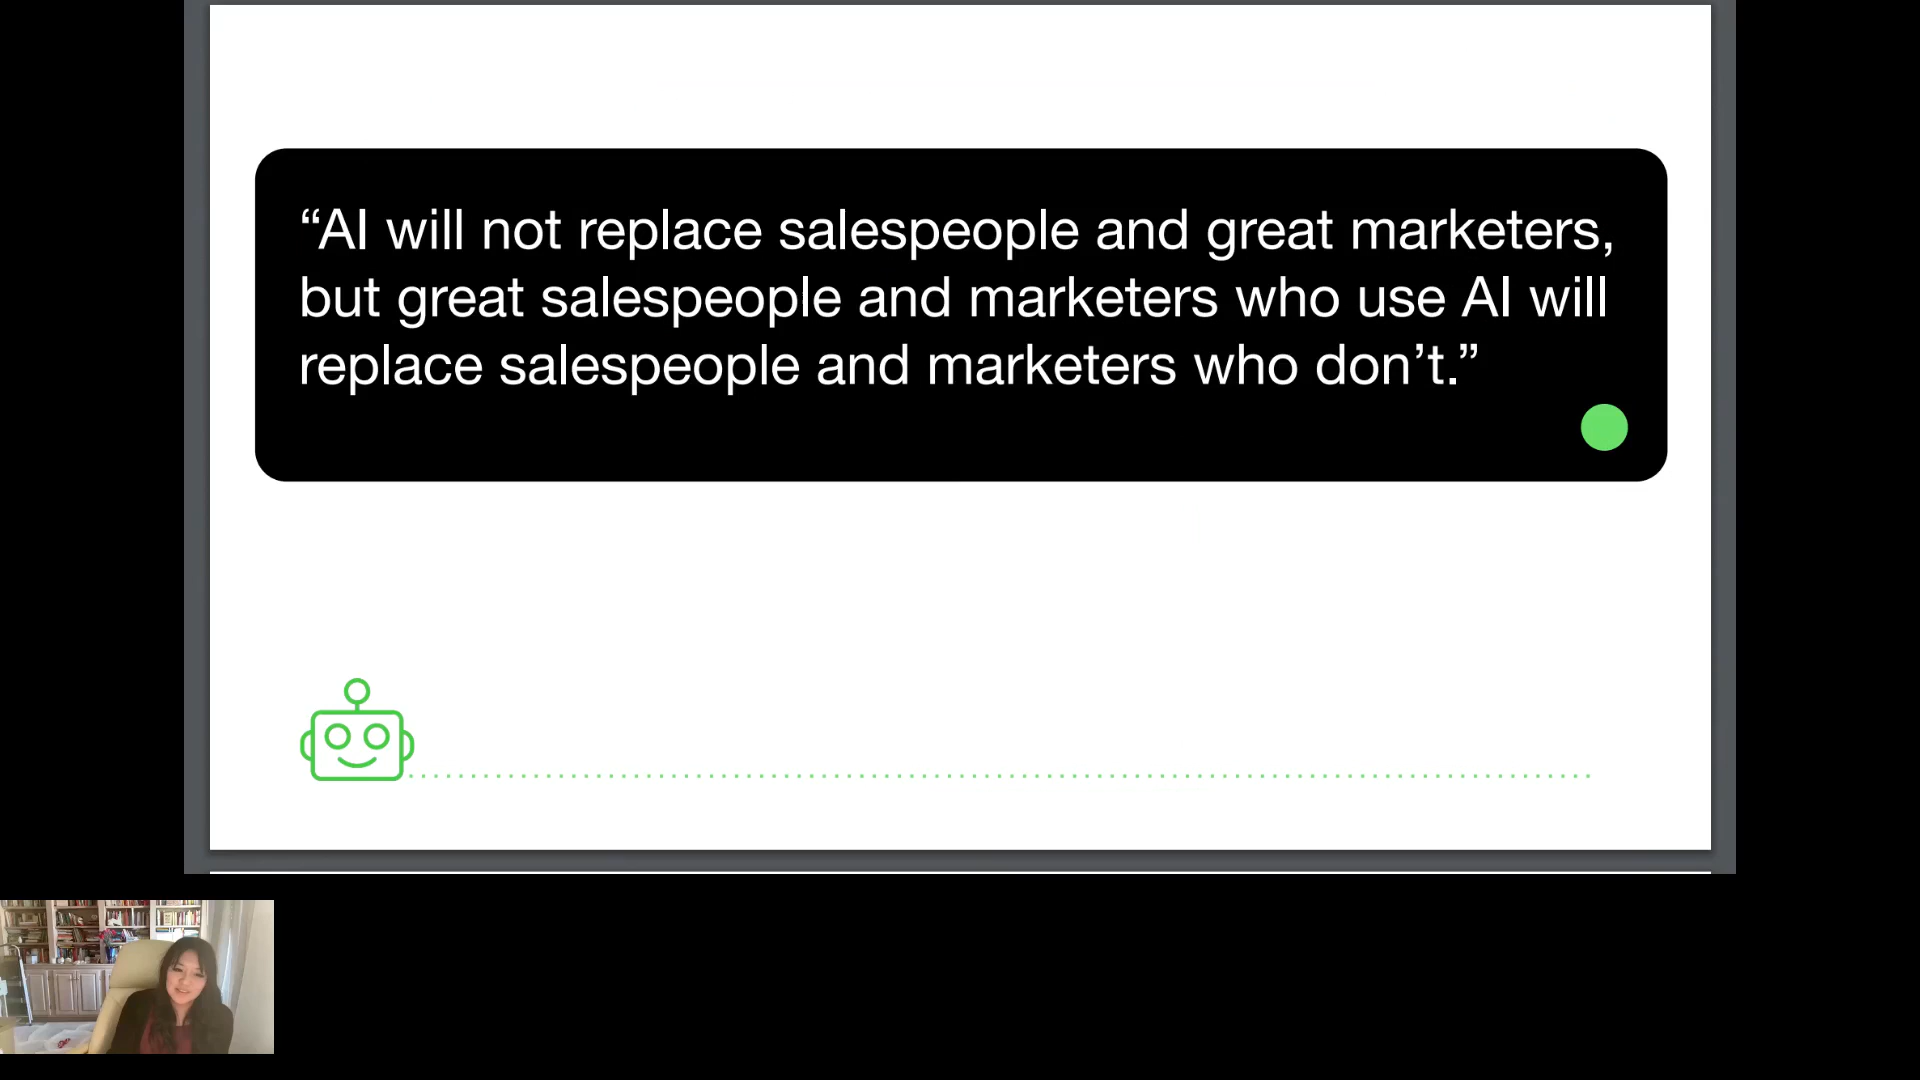 “AI will not replace salespeople and great marketers,
but great salespeople and marketers who use AI will
replace salespeople and marketers who don’t.”